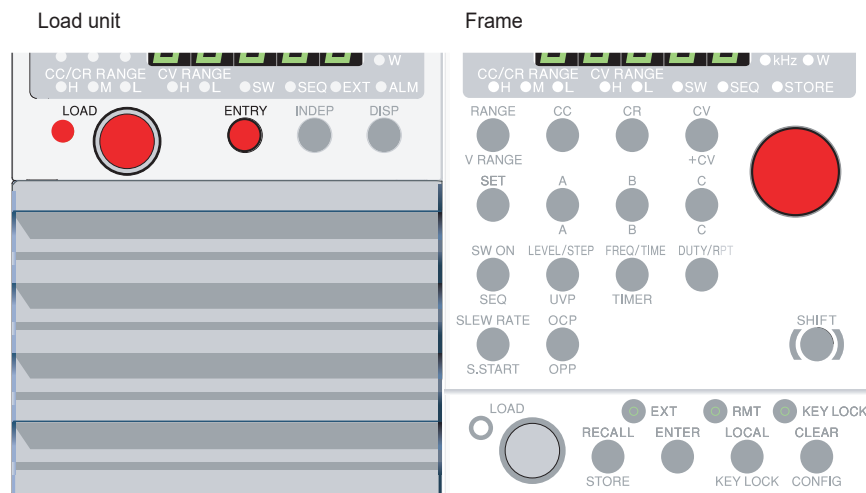 Load unit
W
CC/CR RANGE CV RANGE
H M L H L SW SEQ EXT ALM
LOAD ENTRY INDEP DISP
Frame
kHz W
CC/CR RANGE CV RANGE
H M L H L SW SEQ STORE
RANGE CC CR CV
V RANGE +CV
SET A B C
A B C
SW ON LEVEL/STEP FREQ/TIME DUTY/RPT
SEQ UVP TIMER
SLEW RATE OCP SHIFT
S.START OPP
LOAD EXT RMT KEY LOCK
RECALL ENTER LOCAL CLEAR
STORE KEY LOCK CONFIG